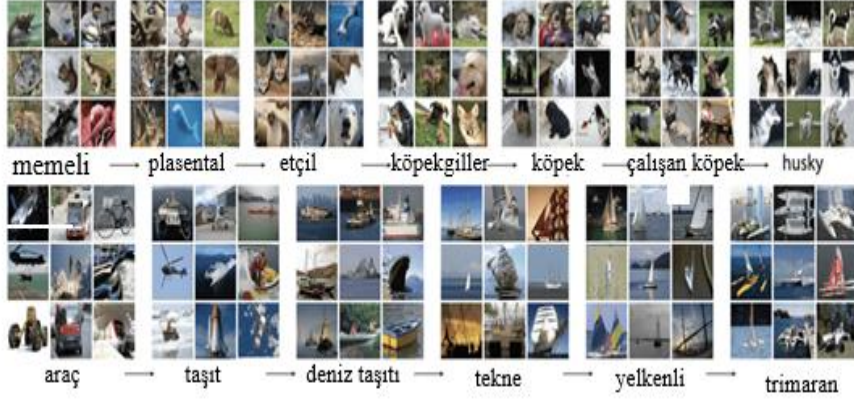 memeli plasental etçil köpekgiller köpek çalışan köpek husky
araç taşıt deniz taşıtı tekne yelkenli trimaran